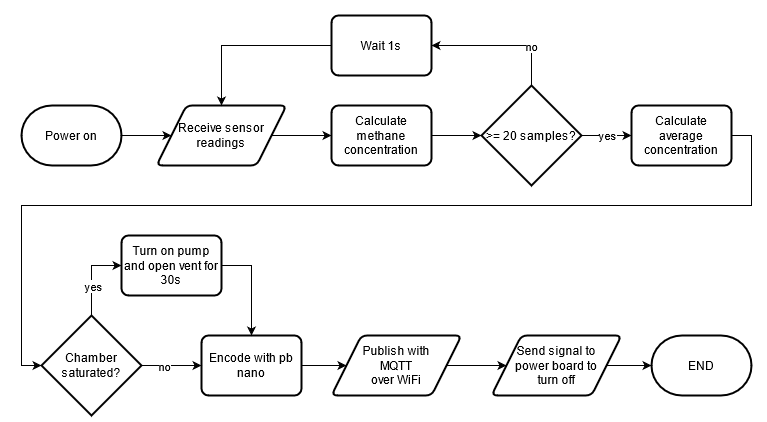 Wait 1s
no
Power on
Receive sensor
readings
Calculate
methane
concentration
>= 20 samples?
yes
Calculate
average
concentration
Turn on pump
and open vent for
30s
yes
Chamber
saturated?
no
Encode with pb
nano
Publish with
MQTT
over WiFi
Send signal to
power board to
turn off
END